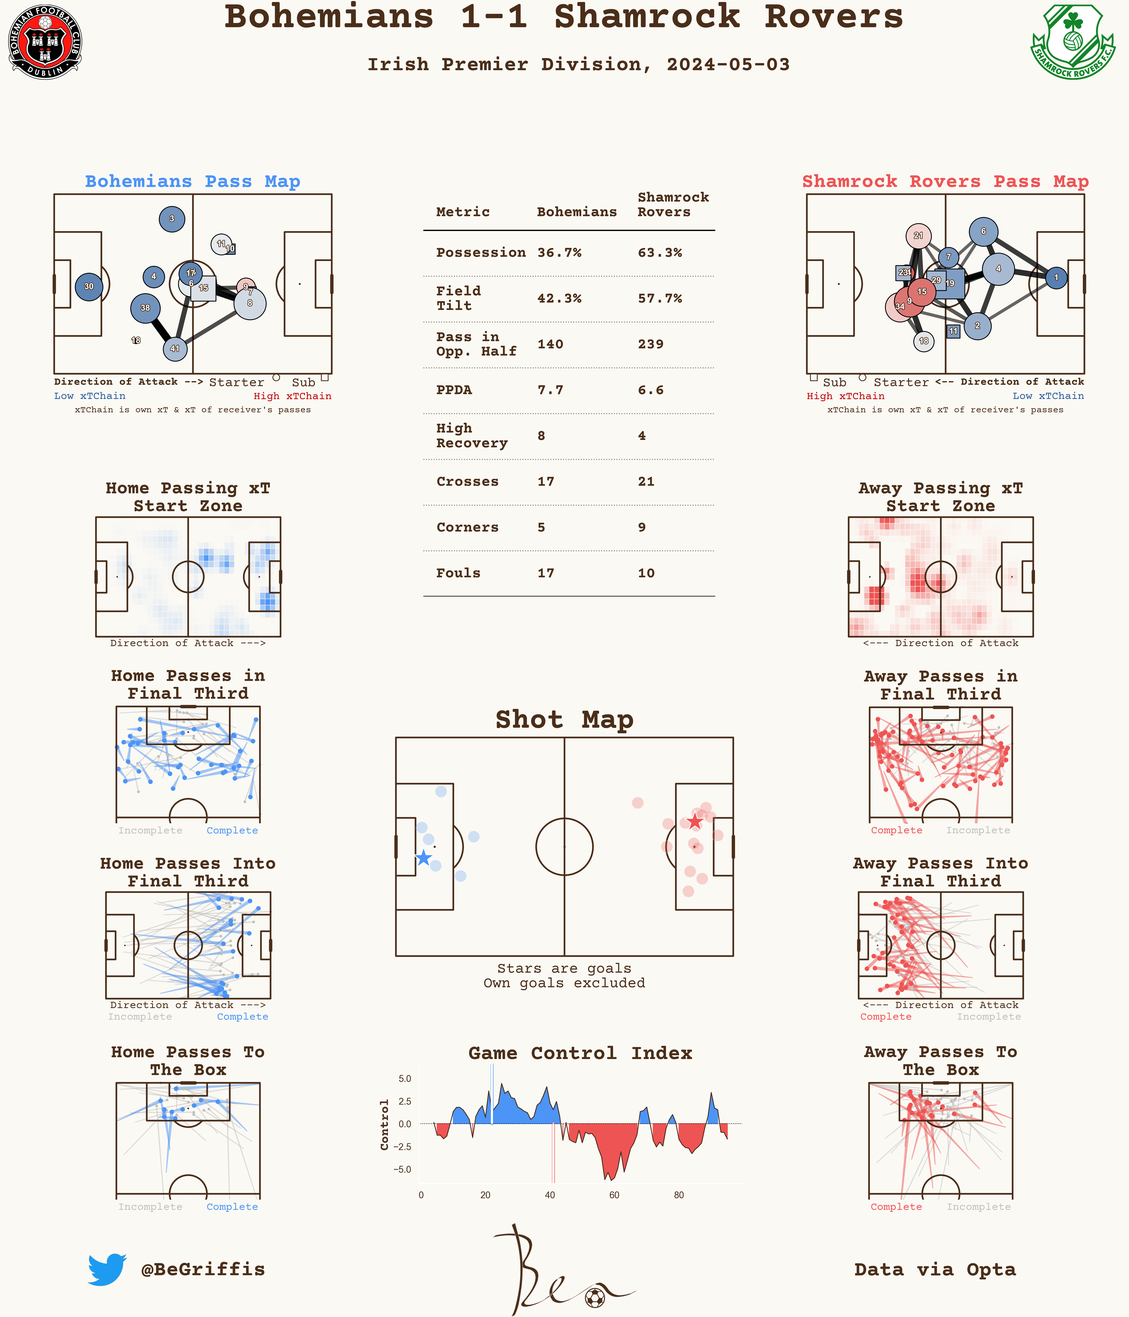 Bohemians 1-1 Shamrock Rovers
Irish Premier Division, 2024-05-03
BOHEMIAN FOOTBALL CLUB
DUBLIN
SHAMROCK ROVERS F.C.
Bohemians Pass Map
3
11
10
30
4
17
6
15
9
7
8
38
18
41
Direction of Attack --> Starter Sub
Low xTChain High xTChain
xTChain is own xT & xT of receiver's passes
Metric Bohemians Shamrock Rovers
Possession 36.7% 63.3%
Field Tilt 42.3% 57.7%
Pass in Opp. Half 140 239
PPDA 7.7 6.6
High Recovery 8 4
Crosses 17 21
Corners 5 9
Fouls 17 10
Shamrock Rovers Pass Map
21
6
7
4
1
29
19
15
9
34
2
11
Sub Starter <-- Direction of Attack
High xTChain Low xTChain
xTChain is own xT & xT of receiver's passes
Home Passing xT
Start Zone
Direction of Attack --->
Away Passing xT
Start Zone
<--- Direction of Attack
Home Passes in
Final Third
Incomplete Complete
Away Passes in
Final Third
Complete Incomplete
Shot Map
Stars are goals
Own goals excluded
Home Passes Into
Final Third
Direction of Attack --->
Incomplete Complete
Away Passes Into
Final Third
<--- Direction of Attack
Complete Incomplete
Home Passes To
The Box
Incomplete Complete
Game Control Index
Control
5.0
2.5
0.0
−2.5
−5.0
0 20 40 60 80
Away Passes To
The Box
Complete Incomplete
@BeGriffis
Bea
Data via Opta